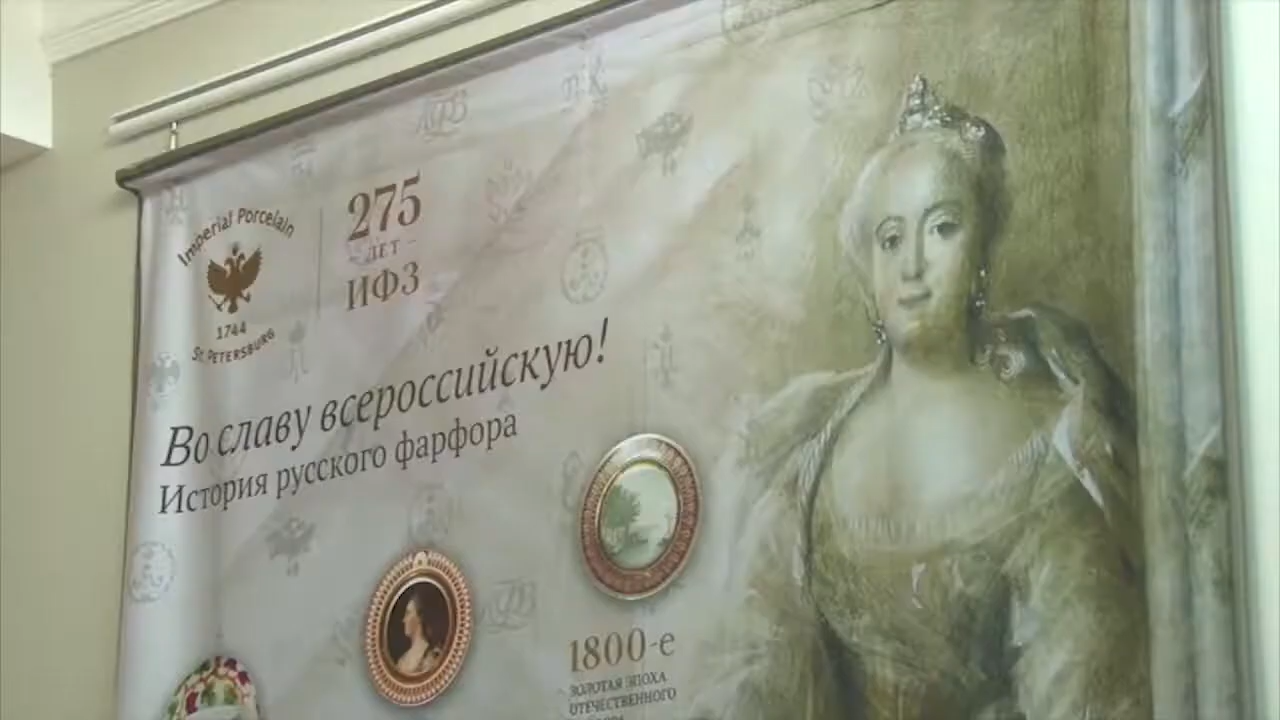 Imperial Porcelain
1744
St. PETERSBURG
275
ЛЕТ
ИФЗ
Во славу всероссийскую!
История русского фарфора
1800-е
ЗОЛОТАЯ ЭПОХА
ОТЕЧЕСТВЕННОГО